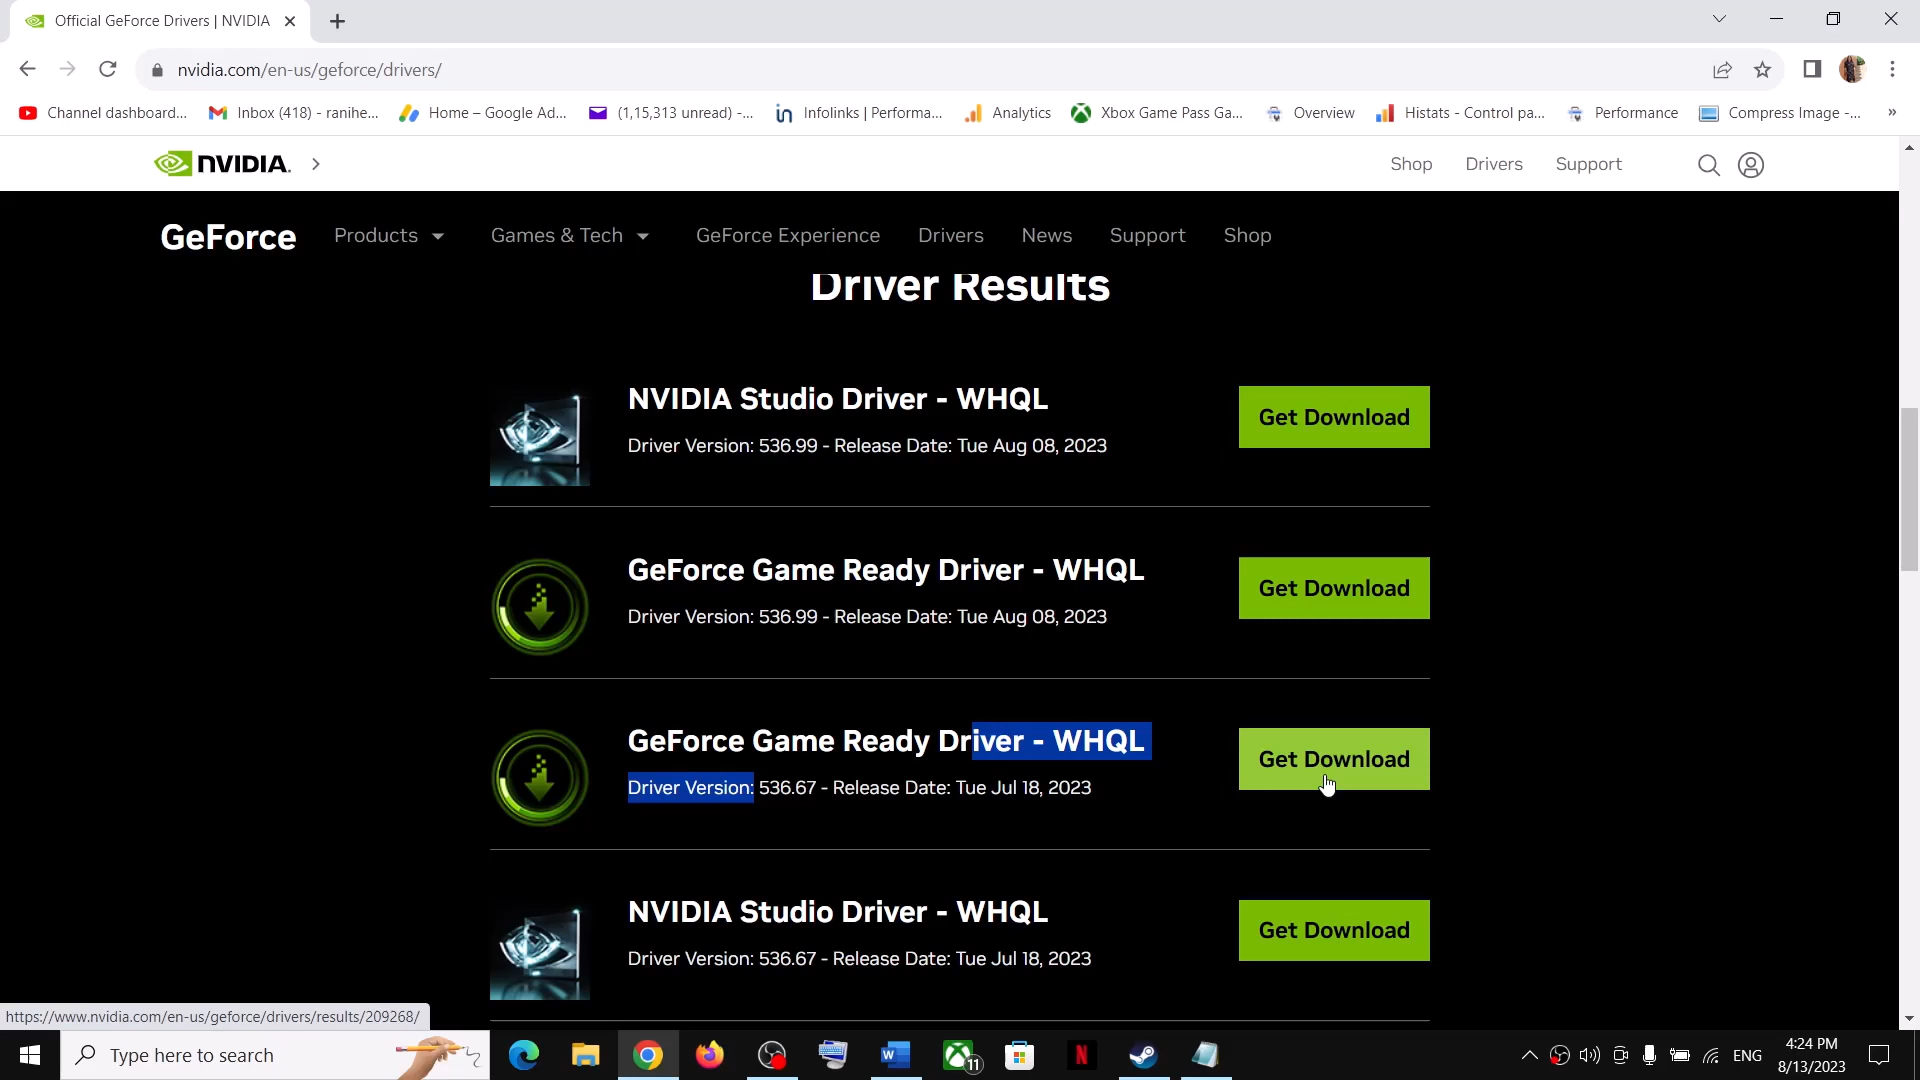 Official GeForce Drivers | NVIDIA
nvidia.com/en-us/geforce/drivers/
Channel dashboard...
Inbox (418) - ranihe...
Home – Google Ad...
(1,15,313 unread) -...
Infolinks | Performa...
Analytics
Xbox Game Pass Ga...
Overview
Histats - Control pa...
Performance
Compress Image -...
»
NVIDIA.
Shop
Drivers
Support
GeForce
Products
Games & Tech
GeForce Experience
Drivers
News
Support
Shop
Driver Results
NVIDIA Studio Driver - WHQL
Driver Version: 536.99 - Release Date: Tue Aug 08, 2023
Get Download
GeForce Game Ready Driver - WHQL
Driver Version: 536.99 - Release Date: Tue Aug 08, 2023
Get Download
GeForce Game Ready Driver - WHQL
Driver Version: 536.67 - Release Date: Tue Jul 18, 2023
Get Download
NVIDIA Studio Driver - WHQL
Driver Version: 536.67 - Release Date: Tue Jul 18, 2023
Get Download
https://www.nvidia.com/en-us/geforce/drivers/results/209268/
Type here to search
W
11
N
ENG
4:24 PM
8/13/2023